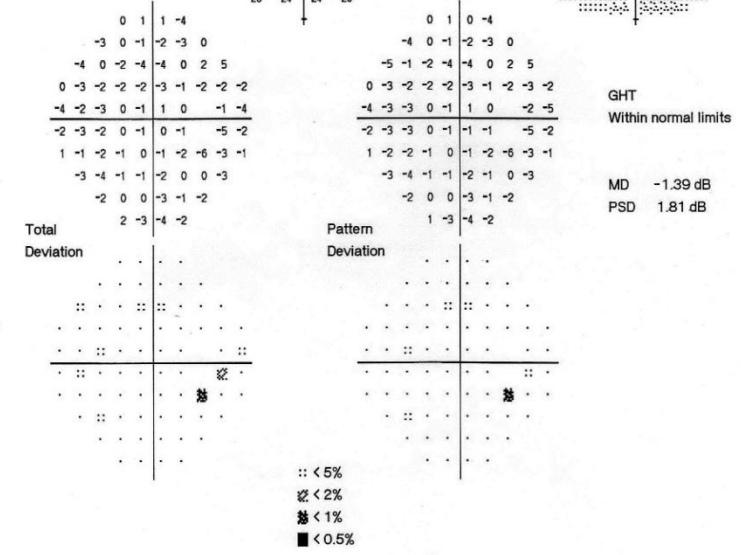 0 1 1 -4
-3 0 -1 -2 -3 0
-4 0 -2 -4 -4 0 2 5
0 -3 -2 -2 -2 -3 -1 -2 -2 -2
-4 -2 -3 0 -1 1 0 -1 -4
-2 -3 -2 0 -1 0 -1 -5 -2
1 -1 -2 -1 0 -1 -2 -6 -3 -1
-3 -4 -1 -1 -2 0 0 -3
-2 0 0 -3 -1 -2
2 -3 -4 -2
Total
Deviation
0 1 0 -4
-4 0 -1 -2 -3 0
-5 -1 -2 -4 -4 0 2 5
0 -3 -2 -2 -2 -3 -1 -2 -3 -2
-4 -3 -3 0 -1 1 0 -2 -5
-2 -3 -3 0 -1 -1 -1 -5 -2
1 -2 -2 -1 0 -1 -2 -6 -3 -1
-3 -4 -1 -1 -2 -1 0 -3
-2 0 0 -3 -1 -2
1 -3 -4 -2
Pattern
Deviation
GHT
Within normal limits
MD -1.39 dB
PSD 1.81 dB
< 5%
< 2%
< 1%
< 0.5%